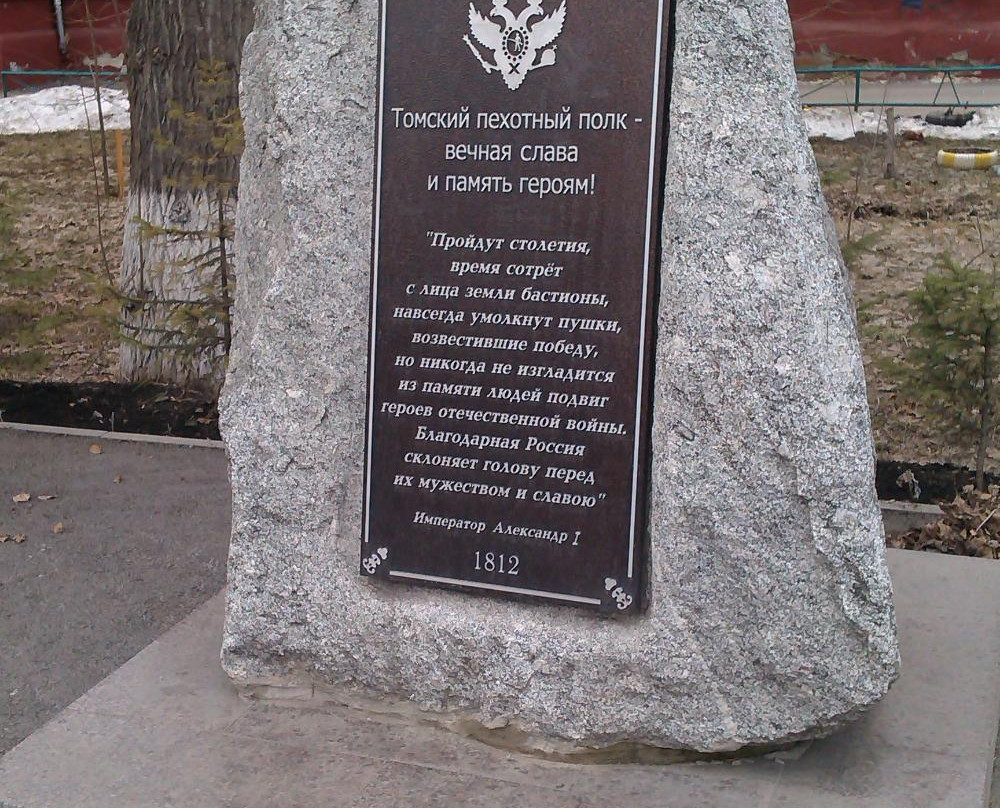 Томский пехотный полк -
вечная слава
и память героям!
"Пройдут столетия,
время сотрёт
с лица земли бастионы,
навсегда умолкнут пушки,
возвестившие победу,
но никогда не изгладится
из памяти людей подвиг
героев отечественной войны.
Благодарная Россия
склоняет голову перед
их мужеством и славою"
Император Александр I
1812